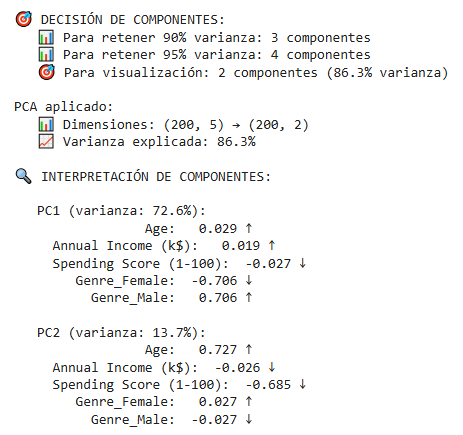 🎯 DECISIÓN DE COMPONENTES:
📊 Para retener 90% varianza: 3 componentes
📊 Para retener 95% varianza: 4 componentes
🎯 Para visualización: 2 componentes (86.3% varianza)
PCA aplicado:
📊 Dimensiones: (200, 5) → (200, 2)
📈 Varianza explicada: 86.3%
🔍 INTERPRETACIÓN DE COMPONENTES:
PC1 (varianza: 72.6%):
Age: 0.029 ↑
Annual Income (k$): 0.019 ↑
Spending Score (1-100): -0.027 ↓
Genre_Female: -0.706 ↓
Genre_Male: 0.706 ↑
PC2 (varianza: 13.7%):
Age: 0.727 ↑
Annual Income (k$): -0.026 ↓
Spending Score (1-100): -0.685 ↓
Genre_Female: 0.027 ↑
Genre_Male: -0.027 ↓